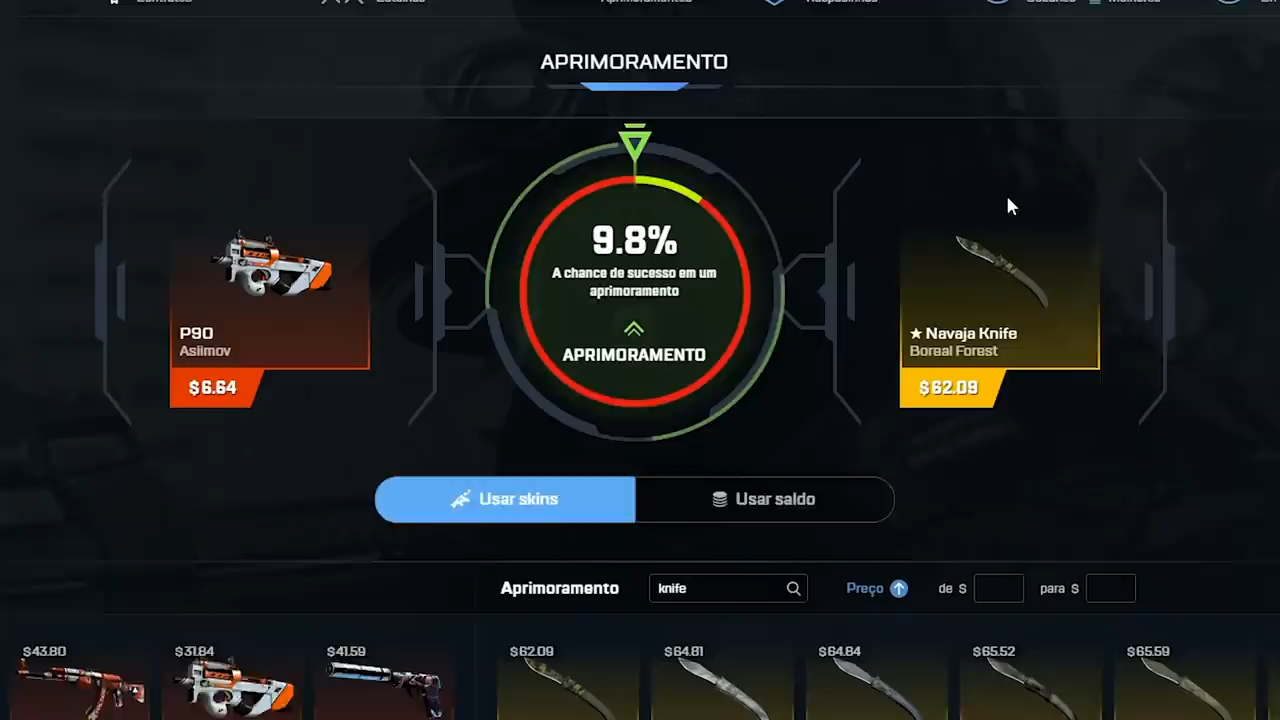 APRIMORAMENTO
9.8%
A chance de sucesso em um
aprimoramento
APRIMORAMENTO
P90
Asiimov
$6.64
★ Navaja Knife
Boreal Forest
$62.09
Usar skins
Usar saldo
Aprimoramento
knife
Preço
de $
para $
$43.80
$31.84
$41.59
$62.09
$64.81
$64.84
$65.52
$65.59